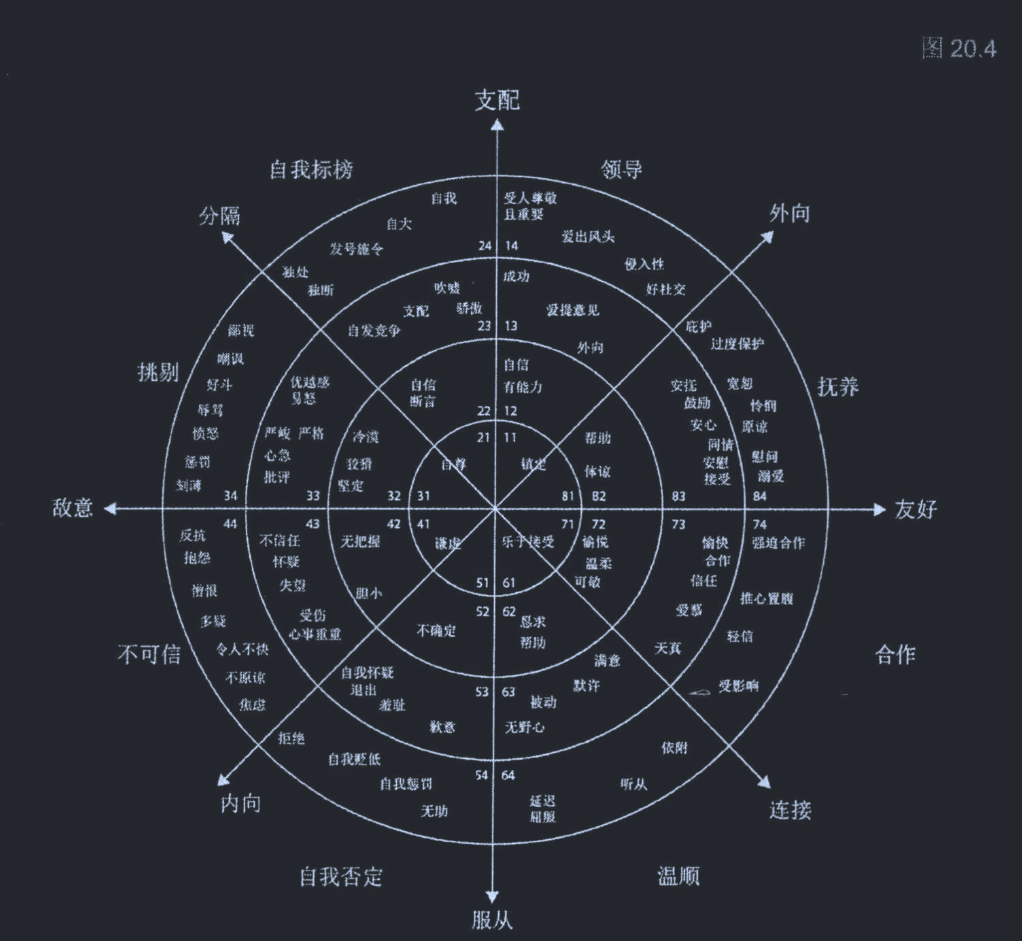 图 20.4
支配
自我标榜
领导
分隔
外向
自我
受人尊敬
且重要
自大
爱出风头
发号施令
24 14
侵入性
独处
独断
好社交
成功
吹嘘
支配
骄傲
爱提意见
自发竞争
23 13
庇护
过度保护
鄙视
嘲讽
外向
挑剔
抚养
好斗
辱骂
愤怒
惩罚
刻薄
优越感
易怒
严峻 严格
心急
批评
自信
断言
自信
有能力
22 12
安抚
鼓励
安心
同情
安慰
接受
宽恕
怜悯
原谅
慰问
溺爱
冷漠
狡猾
坚定
21 11
自尊
镇定
帮助
体谅
34 33 32 31 81 82 83 84
敌意
友好
44 43 42 41 71 72 73 74
反抗
抱怨
憎恨
多疑
令人不快
不原谅
焦虑
不信任
怀疑
失望
受伤
心事重重
无把握
胆小
谦虚
乐于接受
愉悦
温柔
可敬
愉快
合作
信任
爱慕
天真
强迫合作
推心置腹
轻信
受影响
51 61
52 62
不确定
恳求
帮助
不可信
合作
满意
默许
自我怀疑
退出
羞耻
歉意
53 63
被动
无野心
拒绝
自我贬低
自我惩罚
无助
54 64
延迟
屈服
听从
依附
内向
连接
自我否定
温顺
服从